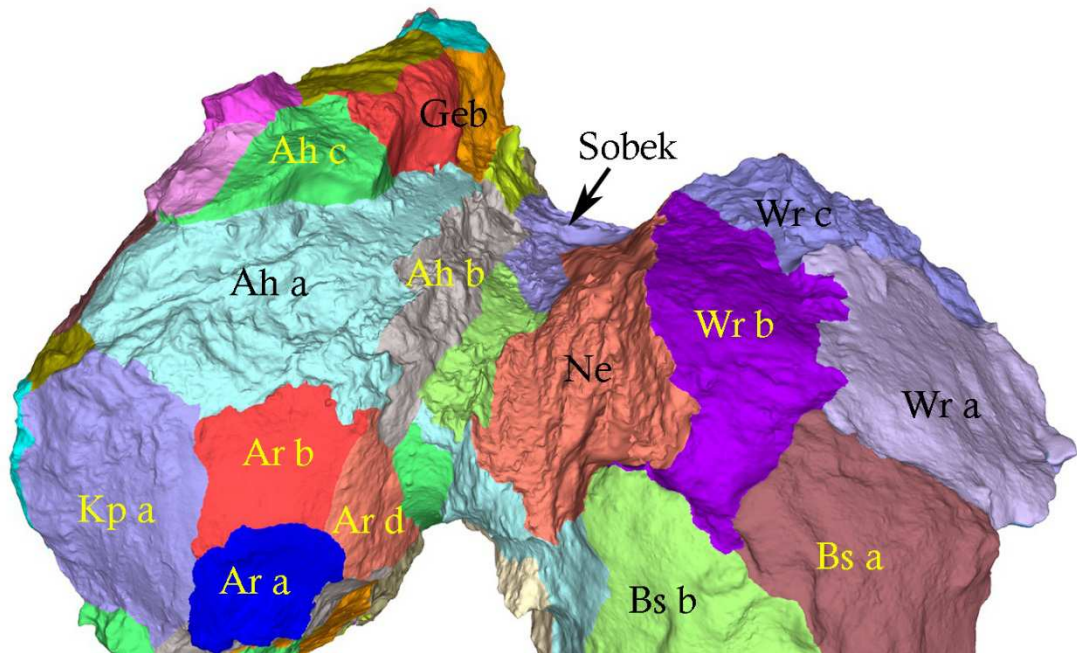 Geb
Ah c
Sobek
Wr c
Ah a
Ah b
Wr b
Ne
Wr a
Ar b
Kp a
Ar d
Ar a
Bs a
Bs b